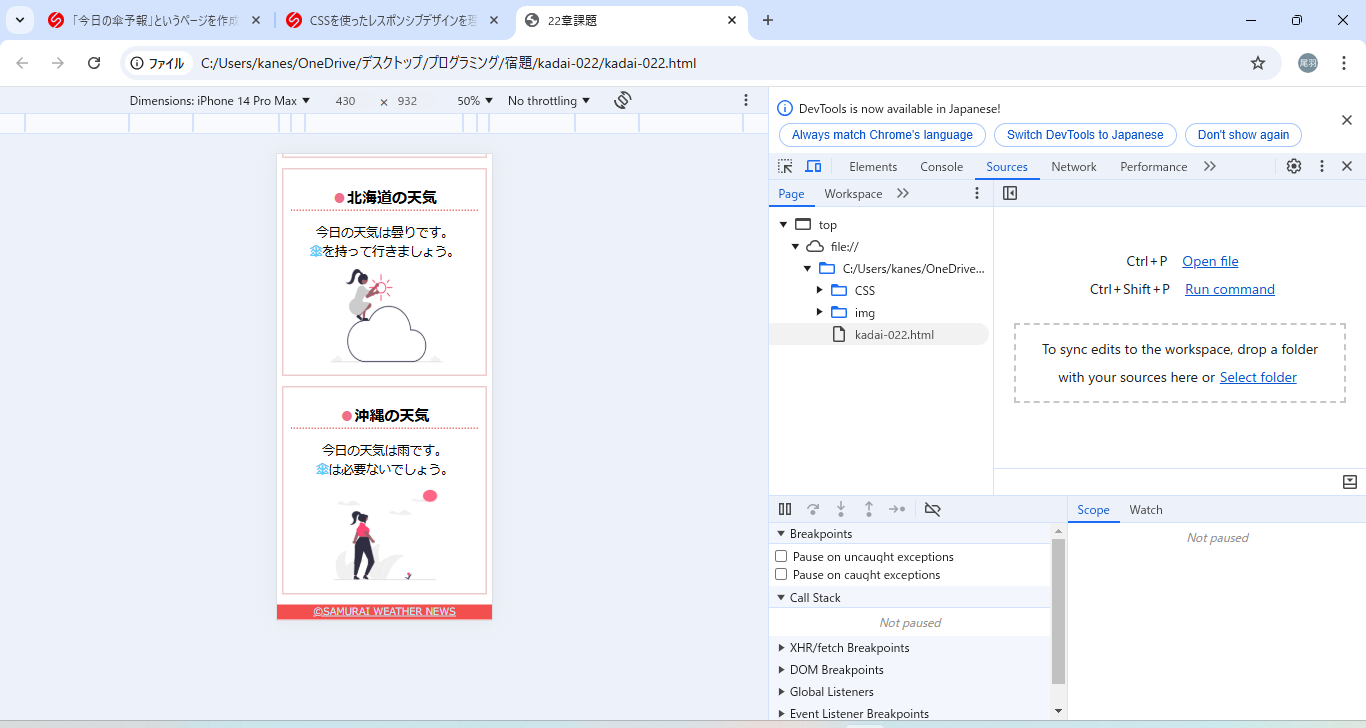 「今日の傘予報」というページを作成
CSSを使ったレスポンシブデザインを理
22章課題
ファイル
C:/Users/kanes/OneDrive/デスクトップ/プログラミング/宿題/kadai-022/kadai-022.html
尾羽
Dimensions: iPhone 14 Pro Max
430
×
932
50%
No throttling
北海道の天気
今日の天気は曇りです。
傘を持って行きましょう。
沖縄の天気
今日の天気は雨です。
傘は必要ないでしょう。
©SAMURAI WEATHER NEWS
DevTools is now available in Japanese!
Always match Chrome's language
Switch DevTools to Japanese
Don't show again
Elements
Console
Sources
Network
Performance
Page
Workspace
top
file://
C:/Users/kanes/OneDrive...
CSS
img
kadai-022.html
Ctrl+P Open file
Ctrl+Shift+P Run command
To sync edits to the workspace, drop a folder
with your sources here or Select folder
Breakpoints
Pause on uncaught exceptions
Pause on caught exceptions
Call Stack
Not paused
XHR/fetch Breakpoints
DOM Breakpoints
Global Listeners
Event Listener Breakpoints
Scope
Watch
Not paused